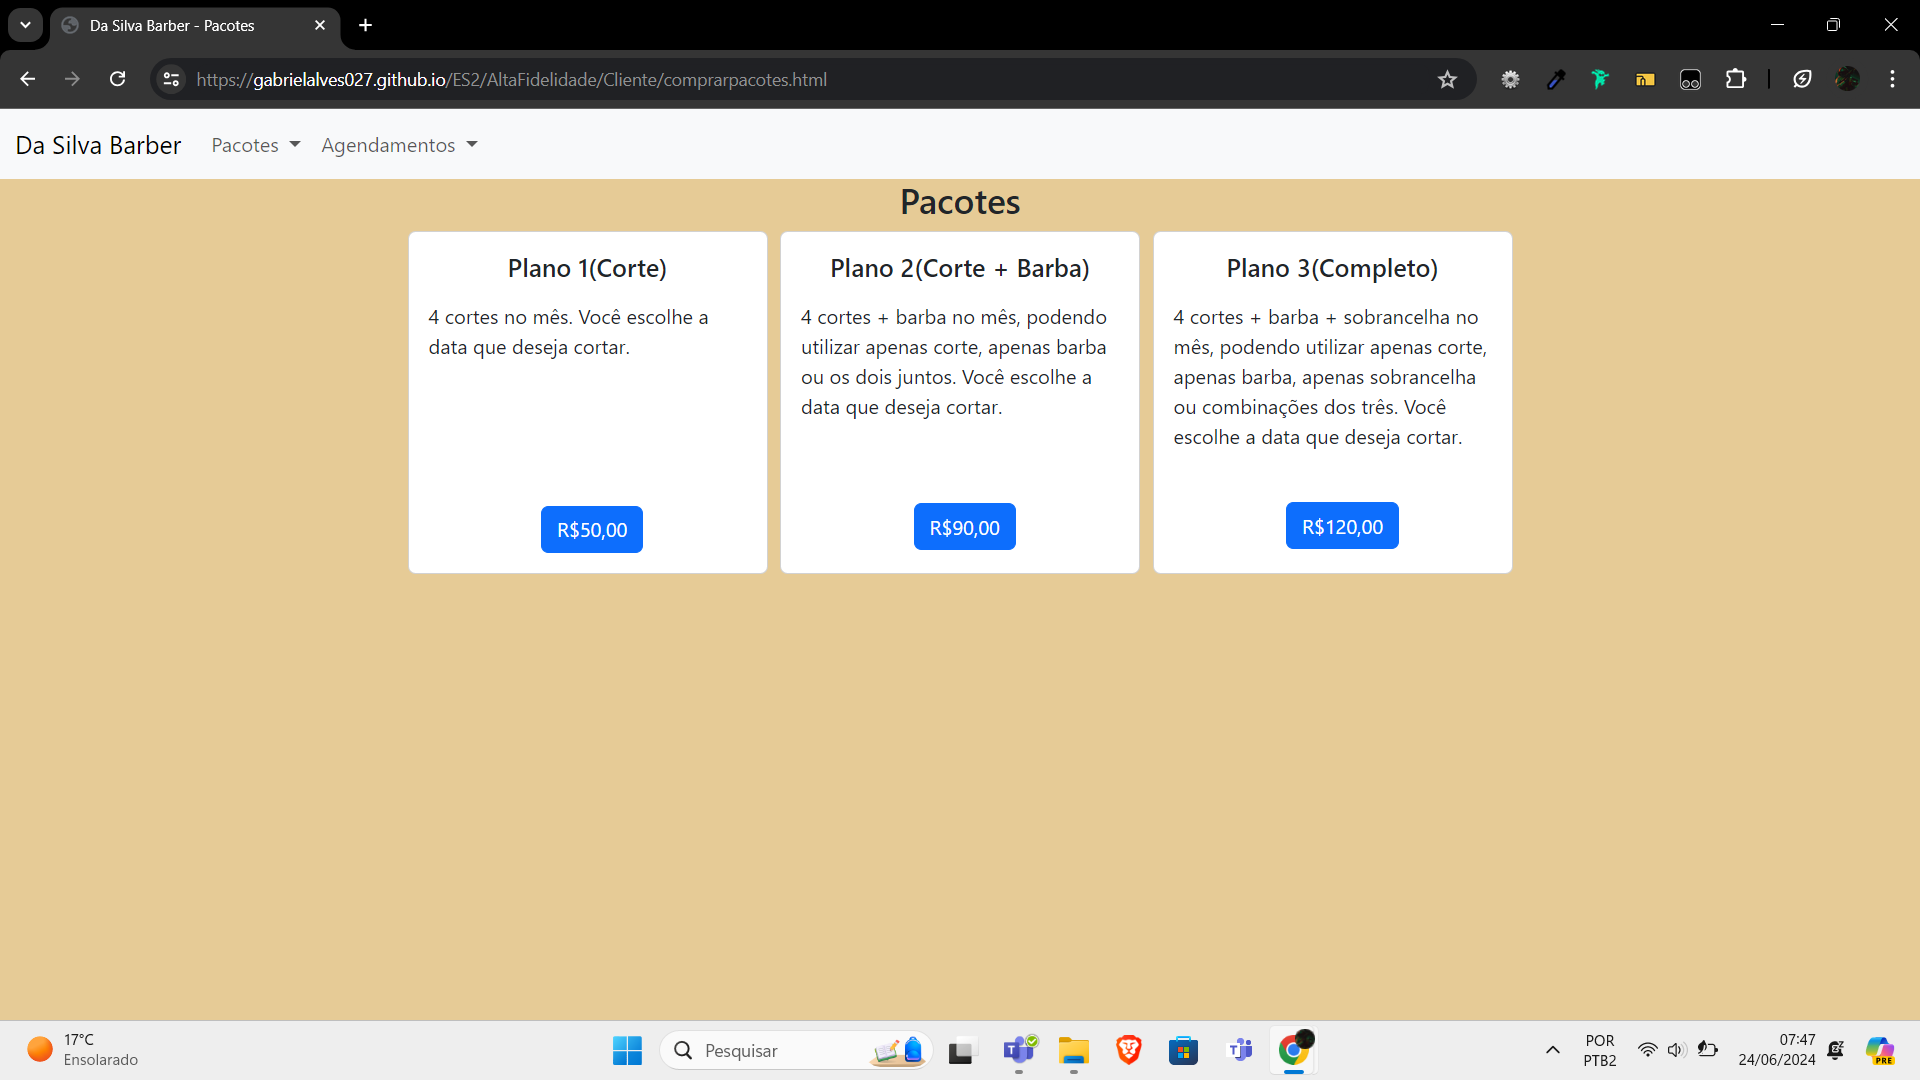 Da Silva Barber - Pacotes
https://gabrielalves027.github.io/ES2/AltaFidelidade/Cliente/comprarpacotes.html
Da Silva Barber Pacotes Agendamentos
Pacotes
Plano 1(Corte)
4 cortes no mês. Você escolhe a
data que deseja cortar.
R$50,00
Plano 2(Corte + Barba)
4 cortes + barba no mês, podendo
utilizar apenas corte, apenas barba
ou os dois juntos. Você escolhe a
data que deseja cortar.
R$90,00
Plano 3(Completo)
4 cortes + barba + sobrancelha no
mês, podendo utilizar apenas corte,
apenas barba, apenas sobrancelha
ou combinações dos três. Você
escolhe a data que deseja cortar.
R$120,00
17°C
Ensolarado
Pesquisar
POR
PTB2
07:47
24/06/2024
PRE